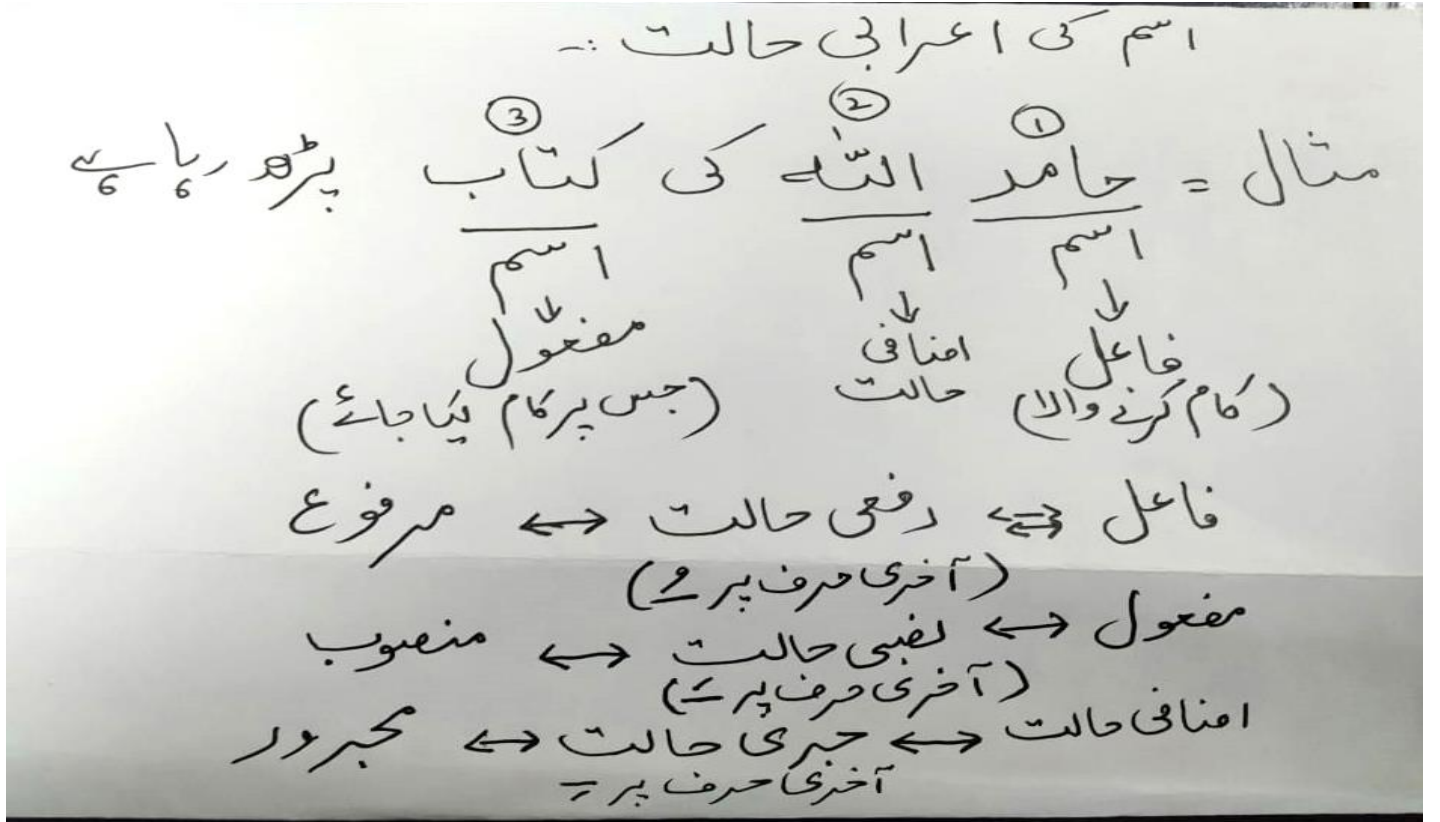 اسم کی اعرابی حالت :-
① ② ③
مثال = حامد اللّٰہ کی کتاب پڑھ رہا ہے
اسم اسم اسم
↓ ↓ ↓
فاعل اضافی مفعول
حالت
(کام کرنے والا) (جس پر کام کیا جائے)
فاعل ⇔ رفعی حالت ⇔ مرفوع
(آخری حرف پر ـُ)
مفعول ⇔ نصبی حالت ⇔ منصوب
(آخری حرف پر ـَ)
اضافی حالت ⇔ جری حالت ⇔ مجرور
آخری حرف پر ـِ